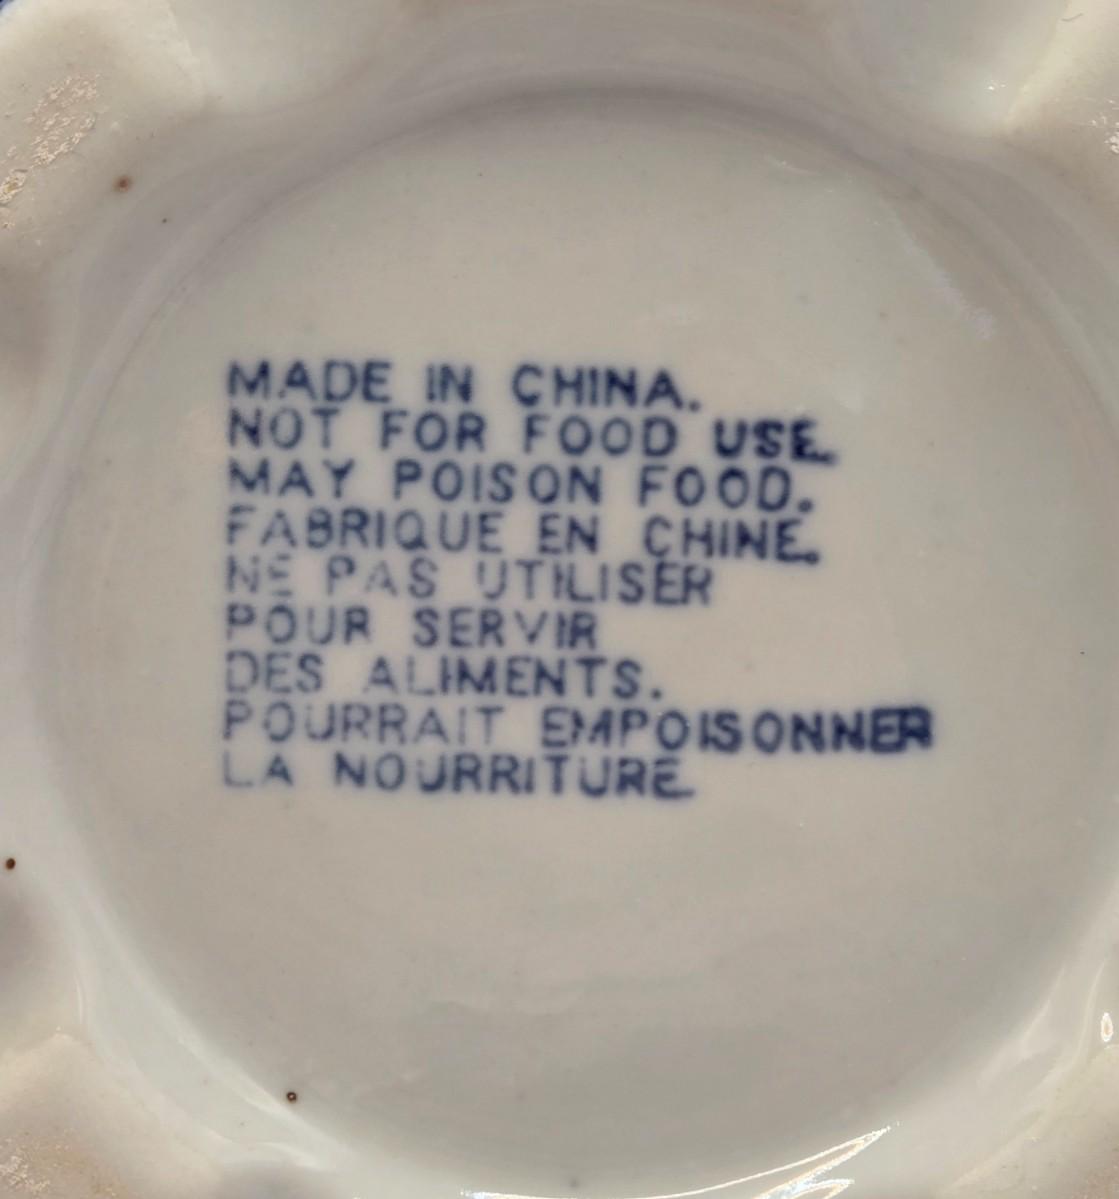 MADE IN CHINA.
NOT FOR FOOD USE.
MAY POISON FOOD.
FABRIQUE EN CHINE.
NE PAS UTILISER
POUR SERVIR
DES ALIMENTS.
POURRAIT EMPOISONNER
LA NOURRITURE